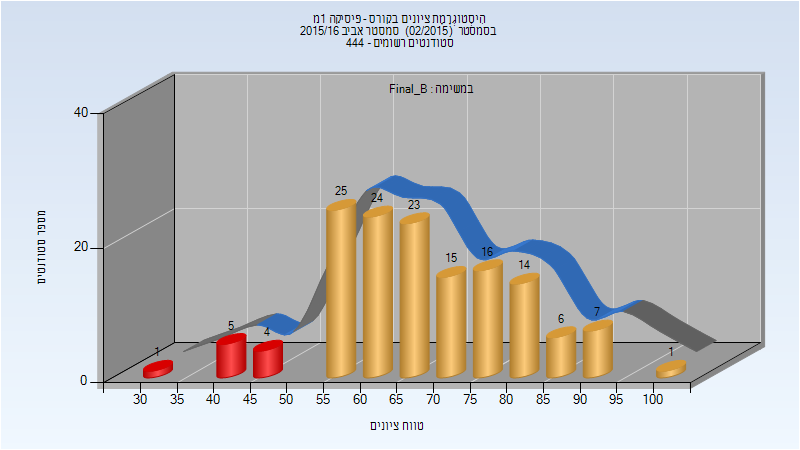 היסטוגרמת ציונים בקורס - פיסיקה 1מ
בסמסטר (02/2015) סמסטר אביב 2015/16
סטודנטים רשומים - 444
במשימה : Final_B
מספר סטודנטים
40
20
0
1
5
4
25
24
23
15
16
14
6
7
1
30 35 40 45 50 55 60 65 70 75 80 85 90 95 100
טווח ציונים